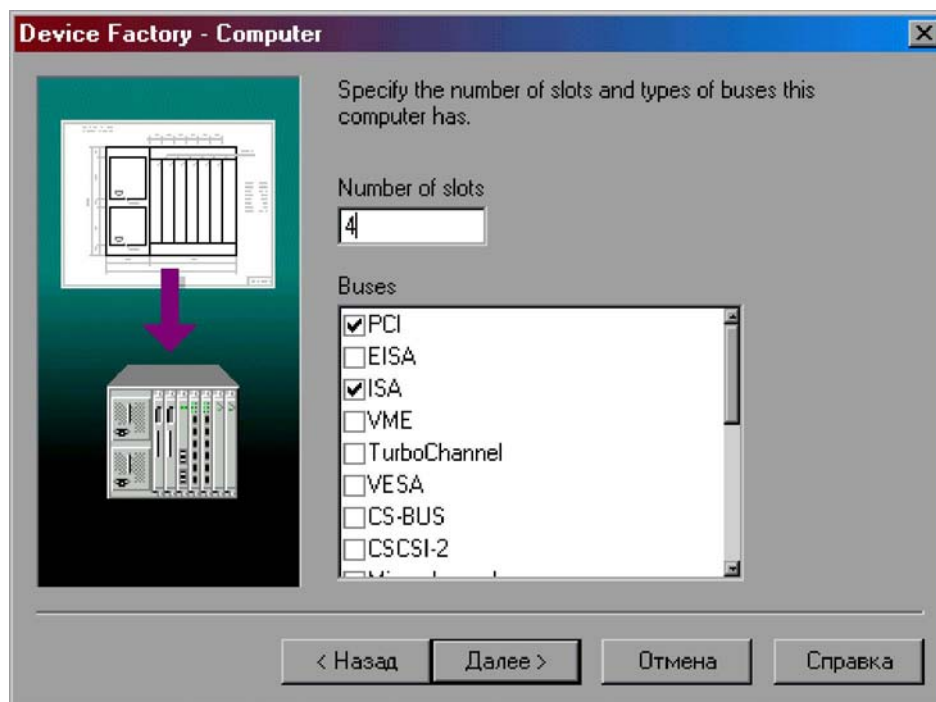 Device Factory - Computer
Specify the number of slots and types of buses this
computer has.
Number of slots
4
Buses
PCI
EISA
ISA
VME
TurboChannel
VESA
CS-BUS
CSCSI-2
< Назад
Далее >
Отмена
Справка